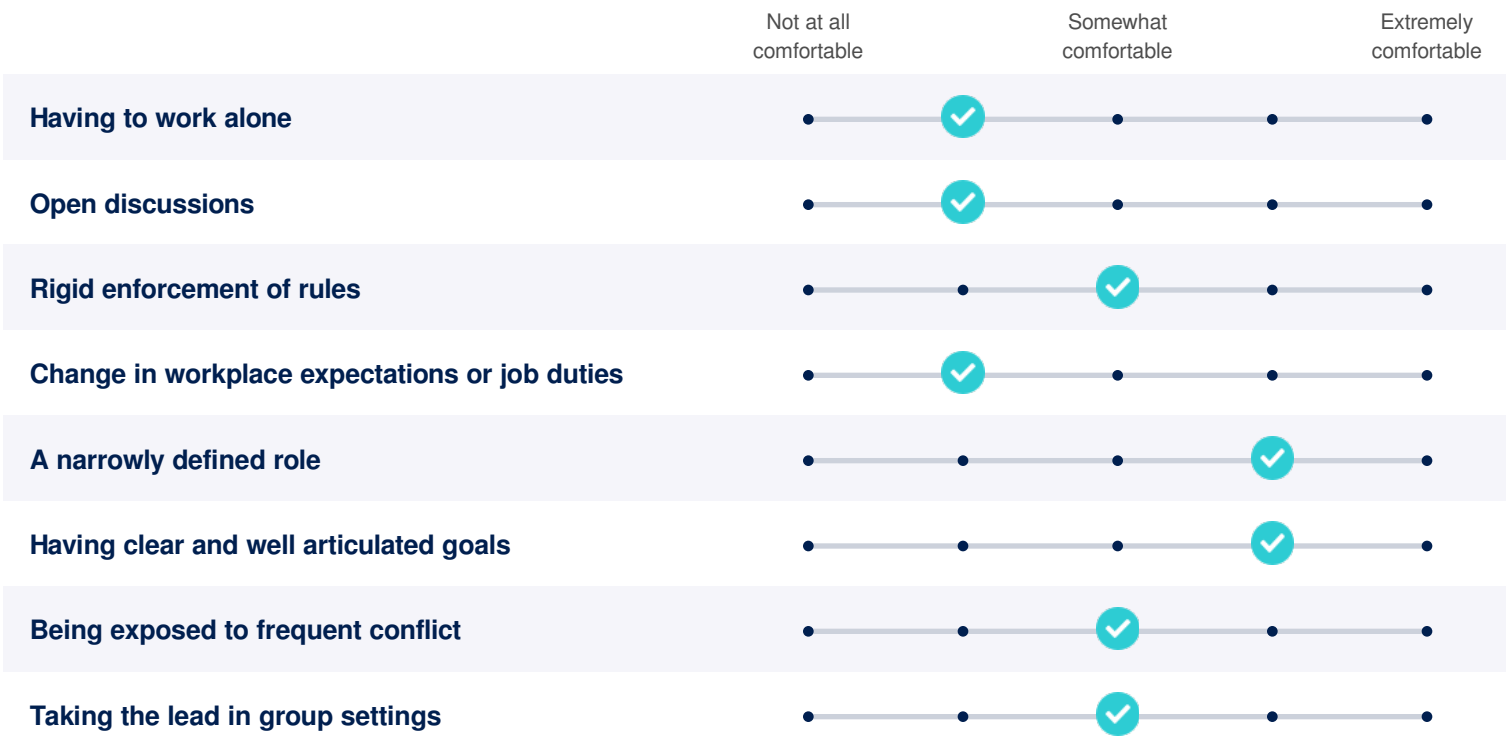 Not at all
comfortable
Somewhat
comfortable
Extremely
comfortable
Having to work alone
Open discussions
Rigid enforcement of rules
Change in workplace expectations or job duties
A narrowly defined role
Having clear and well articulated goals
Being exposed to frequent conflict
Taking the lead in group settings